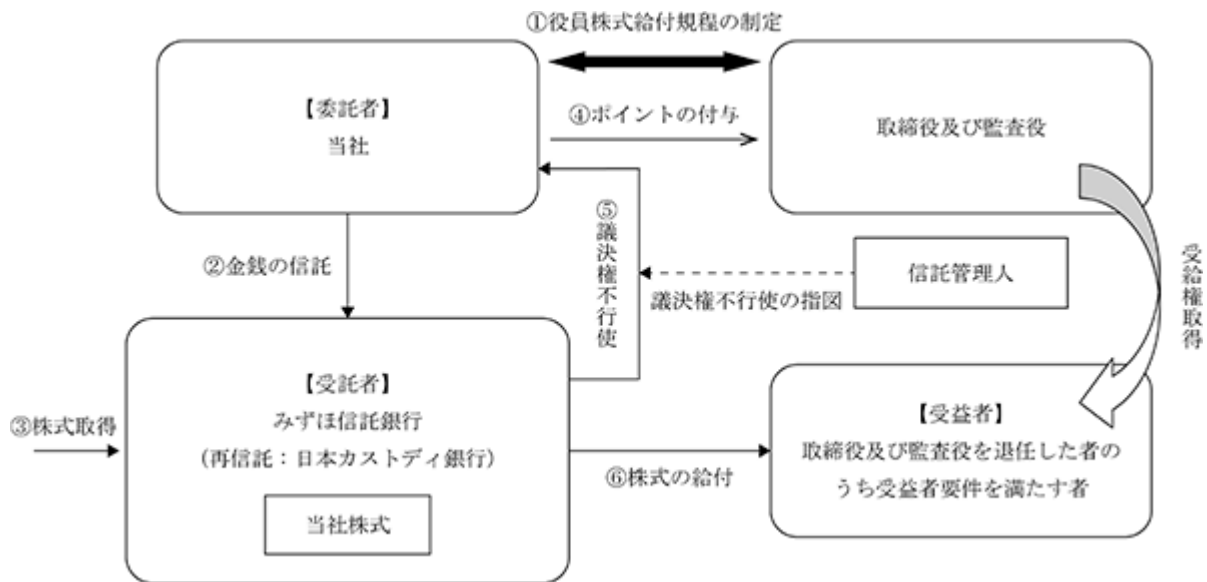 ①役員株式給付規程の制定
【委託者】
当社
④ポイントの付与
取締役及び監査役
②金銭の信託
⑤議決権不行使
議決権不行使の指図
信託管理人
受給権取得
③株式取得
【受託者】
みずほ信託銀行
(再信託：日本カストディ銀行)
当社株式
⑥株式の給付
【受益者】
取締役及び監査役を退任した者の
うち受益者要件を満たす者